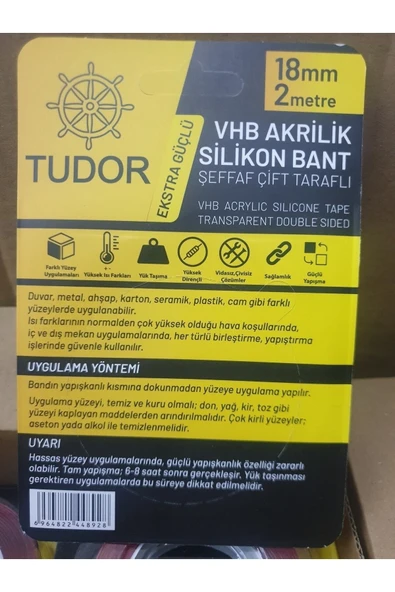 TUDOR
EKSTRA GÜÇLÜ
18mm
2metre
VHB AKRİLİK
SİLİKON BANT
ŞEFFAF ÇİFT TARAFLI
VHB ACRYLIC SILICONE TAPE
TRANSPARENT DOUBLE SIDED
Farklı Yüzey
Uygulamaları
+ -
Yüksek Isı Farkları
Yük Taşıma
Yüksek
Dirençli
Vidasız,Çivisiz
Çözümler
Sağlamlık
Güçlü
Yapışma
Duvar, metal, ahşap, karton, seramik, plastik, cam gibi farklı
yüzeylerde uygulanabilir.
Isı farklarının normalden çok yüksek olduğu hava koşullarında,
iç ve dış mekan uygulamalarında, her türlü birleştirme, yapıştırma
işlerinde güvenle kullanılır.
UYGULAMA YÖNTEMİ
Bandın yapışkanlı kısmına dokunmadan yüzeye uygulama yapılır.
Uygulama yüzeyi, temiz ve kuru olmalı; don, yağ, kir, toz gibi
yüzeyi kaplayan maddelerden arındırılmalıdır. Çok kirli yüzeyler;
aseton yada alkol ile temizlenmelidir.
UYARI
Hassas yüzey uygulamalarında, güçlü yapışkanlık özelliği zararlı
olabilir. Tam yapışma; 6-8 saat sonra gerçekleşir. Yük taşınması
gerektiren uygulamalarda bu süreye dikkat edilmelidir.
6 964822 448928